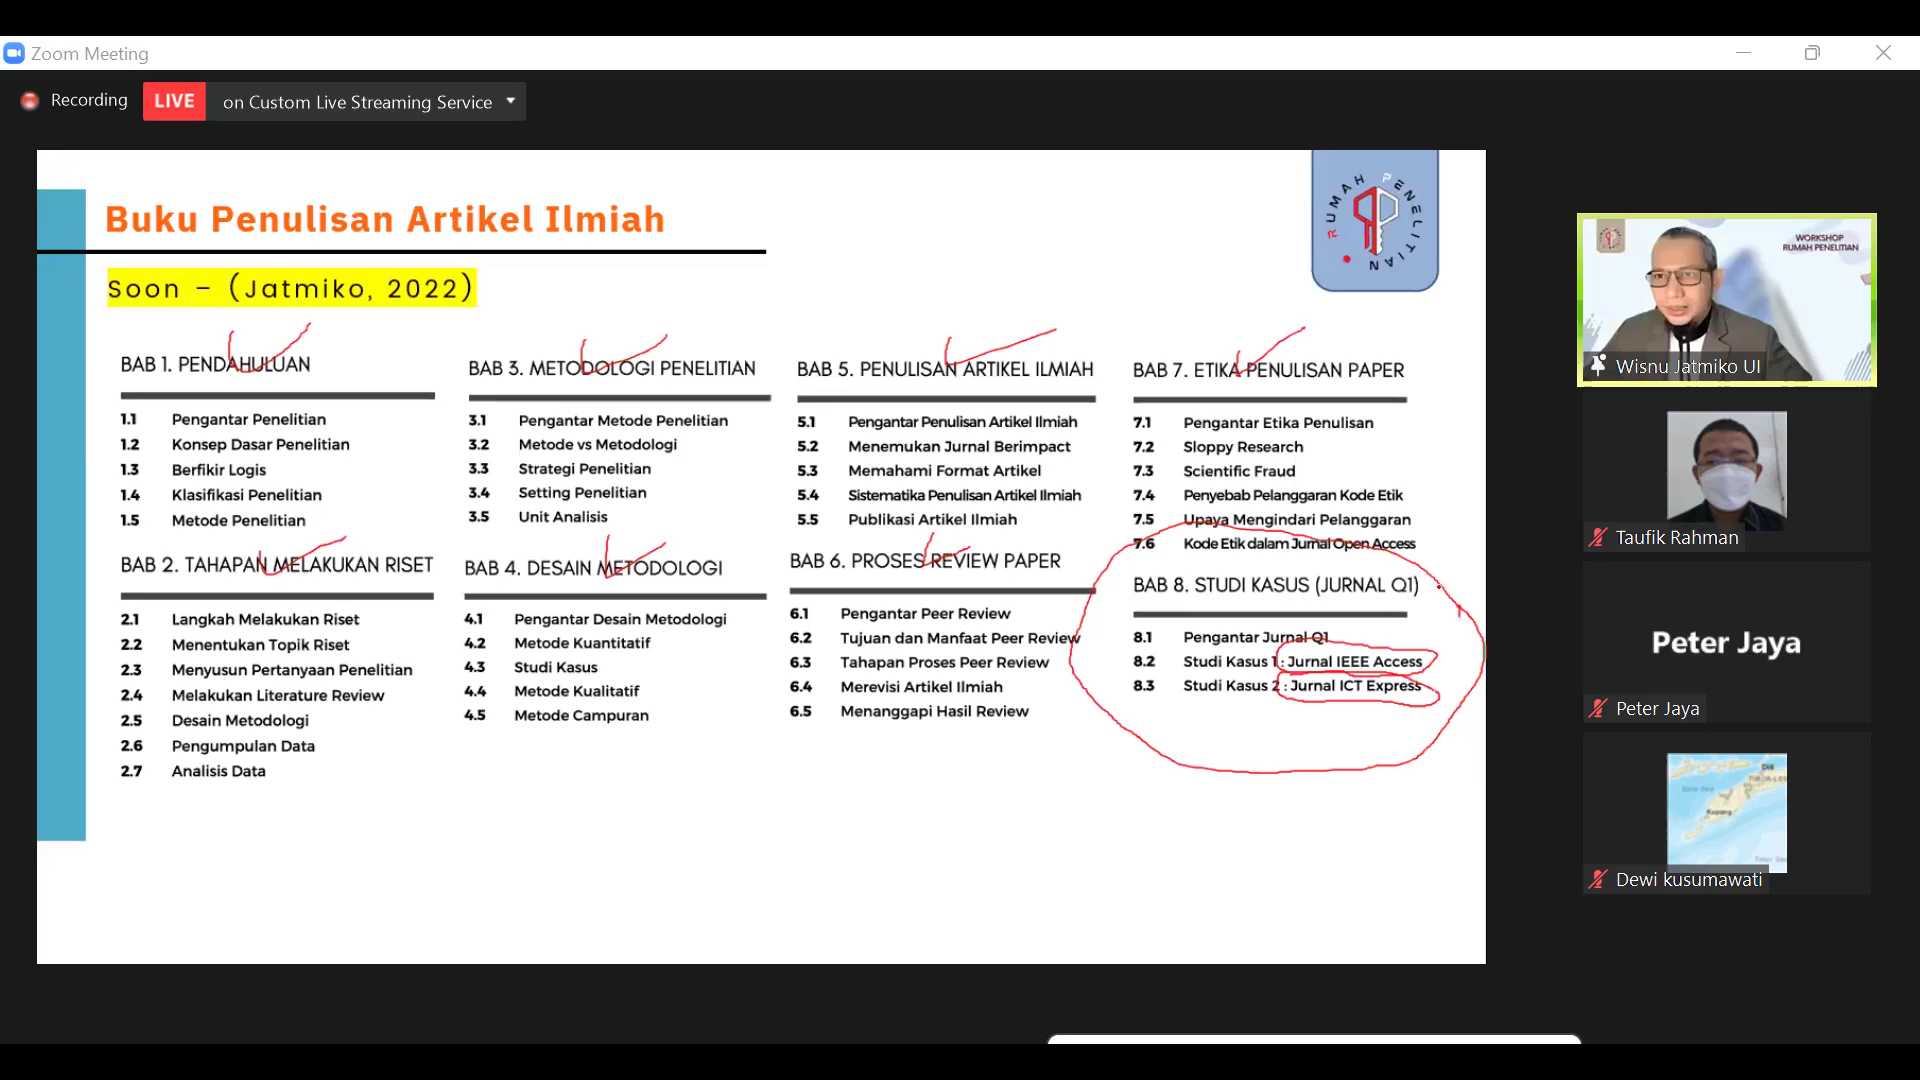 Zoom Meeting
Recording
LIVE on Custom Live Streaming Service
Buku Penulisan Artikel Ilmiah
Soon – (Jatmiko, 2022)
RUMAH PENELITIAN
BAB 1. PENDAHULUAN
1.1 Pengantar Penelitian
1.2 Konsep Dasar Penelitian
1.3 Berfikir Logis
1.4 Klasifikasi Penelitian
1.5 Metode Penelitian
BAB 2. TAHAPAN MELAKUKAN RISET
2.1 Langkah Melakukan Riset
2.2 Menentukan Topik Riset
2.3 Menyusun Pertanyaan Penelitian
2.4 Melakukan Literature Review
2.5 Desain Metodologi
2.6 Pengumpulan Data
2.7 Analisis Data
BAB 3. METODOLOGI PENELITIAN
3.1 Pengantar Metode Penelitian
3.2 Metode vs Metodologi
3.3 Strategi Penelitian
3.4 Setting Penelitian
3.5 Unit Analisis
BAB 4. DESAIN METODOLOGI
4.1 Pengantar Desain Metodologi
4.2 Metode Kuantitatif
4.3 Studi Kasus
4.4 Metode Kualitatif
4.5 Metode Campuran
BAB 5. PENULISAN ARTIKEL ILMIAH
5.1 Pengantar Penulisan Artikel Ilmiah
5.2 Menemukan Jurnal Berimpact
5.3 Memahami Format Artikel
5.4 Sistematika Penulisan Artikel Ilmiah
5.5 Publikasi Artikel Ilmiah
BAB 6. PROSES REVIEW PAPER
6.1 Pengantar Peer Review
6.2 Tujuan dan Manfaat Peer Review
6.3 Tahapan Proses Peer Review
6.4 Merevisi Artikel Ilmiah
6.5 Menanggapi Hasil Review
BAB 7. ETIKA PENULISAN PAPER
7.1 Pengantar Etika Penulisan
7.2 Sloppy Research
7.3 Scientific Fraud
7.4 Penyebab Pelanggaran Kode Etik
7.5 Upaya Mengindari Pelanggaran
7.6 Kode Etik dalam Jurnal Open Access
BAB 8. STUDI KASUS (JURNAL Q1)
8.1 Pengantar Jurnal Q1
8.2 Studi Kasus 1 : Jurnal IEEE Access
8.3 Studi Kasus 2 : Jurnal ICT Express
WORKSHOP
RUMAH PENELITIAN
Wisnu Jatmiko UI
Taufik Rahman
Peter Jaya
Peter Jaya
Dili
Kupang
Dewi kusumawati